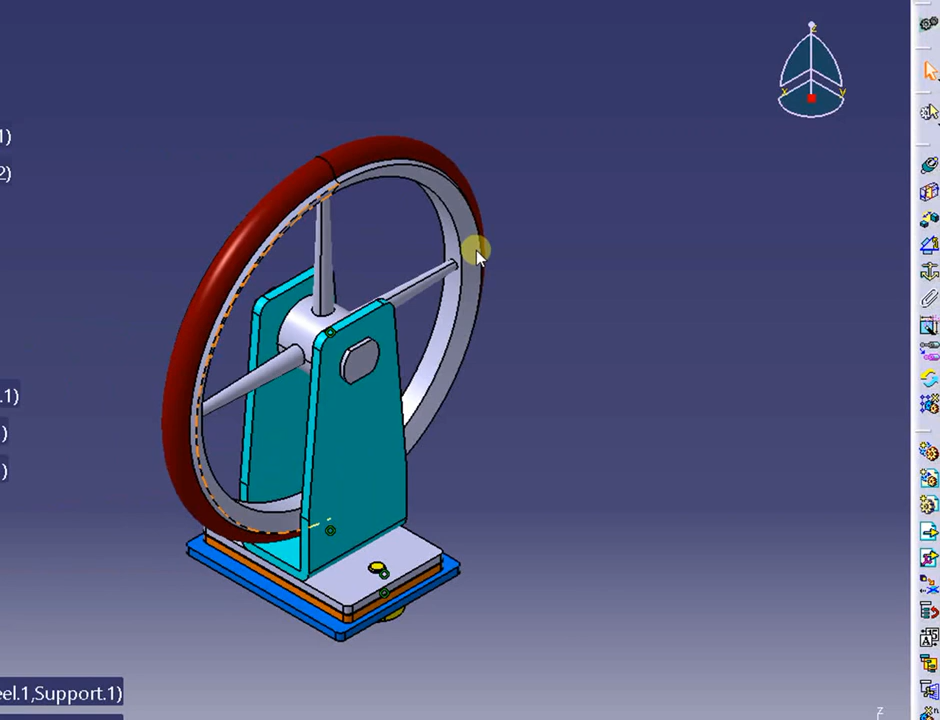 1)
2)
.1)
)
)
eel.1,Support.1)
z
x
y
z